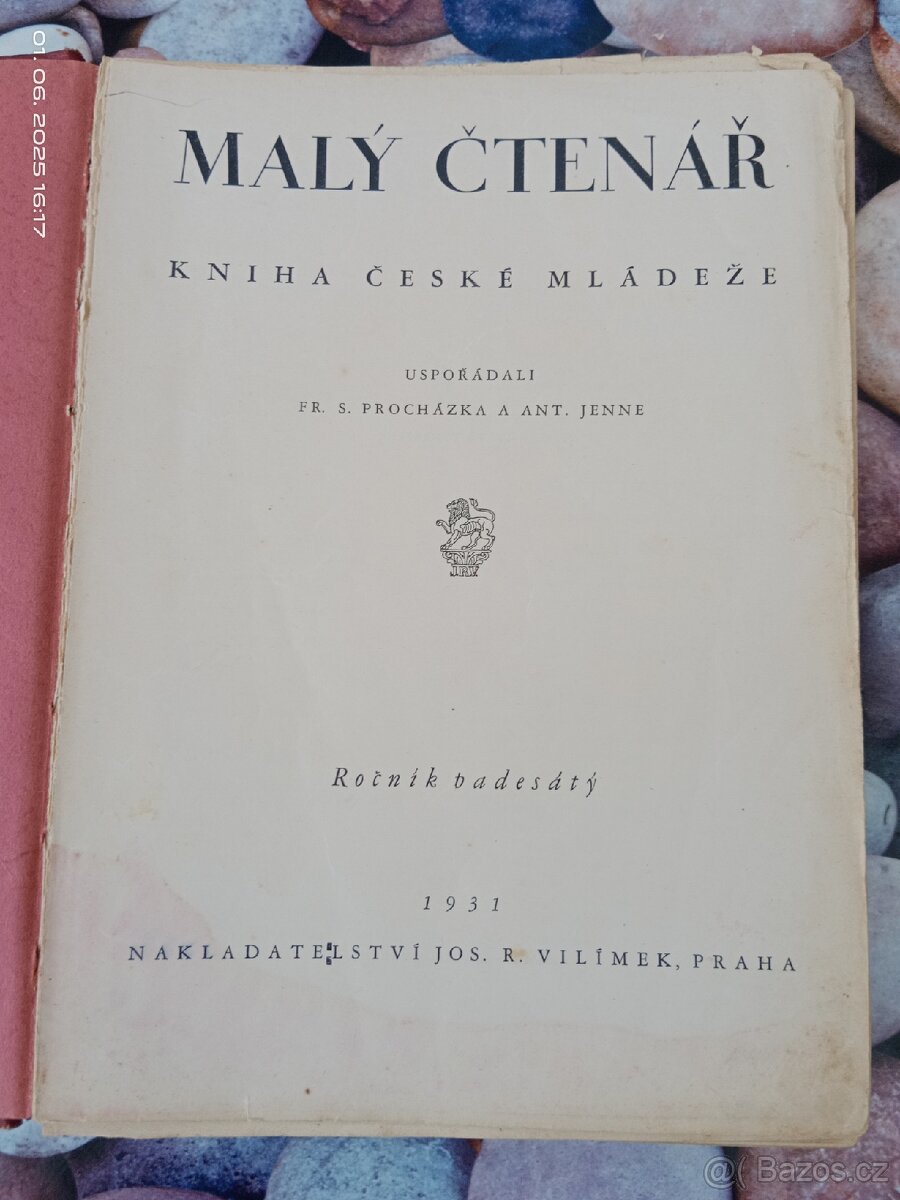 01. 06. 2025 16:17
MALÝ ČTENÁŘ
KNIHA ČESKÉ MLÁDEŽE
USPOŘÁDALI
FR. S. PROCHÁZKA A ANT. JENNE
J.R.V.
Ročník padesátý
1931
NAKLADATELSTVÍ JOS. R. VILÍMEK, PRAHA
@( Bazoš.cz